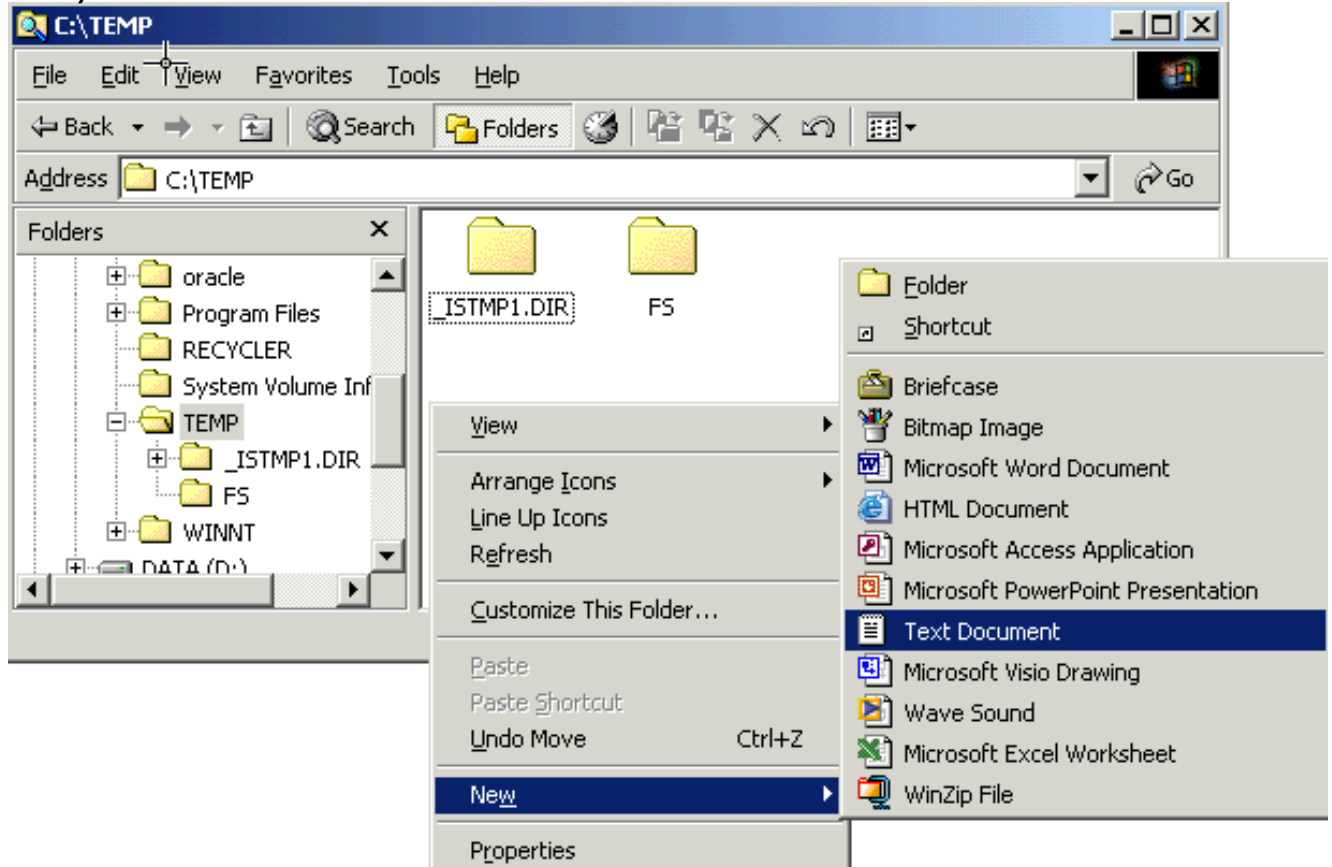 C:\TEMP
File Edit View Favorites Tools Help
Back Search Folders
Address C:\TEMP Go
Folders
oracle
Program Files
RECYCLER
System Volume Inf
TEMP
_ISTMP1.DIR
FS
WINNT
DATA (D:)
_ISTMP1.DIR FS
View
Arrange Icons
Line Up Icons
Refresh
Customize This Folder...
Paste
Paste Shortcut
Undo Move Ctrl+Z
New
Properties
Folder
Shortcut
Briefcase
Bitmap Image
Microsoft Word Document
HTML Document
Microsoft Access Application
Microsoft PowerPoint Presentation
Text Document
Microsoft Visio Drawing
Wave Sound
Microsoft Excel Worksheet
WinZip File